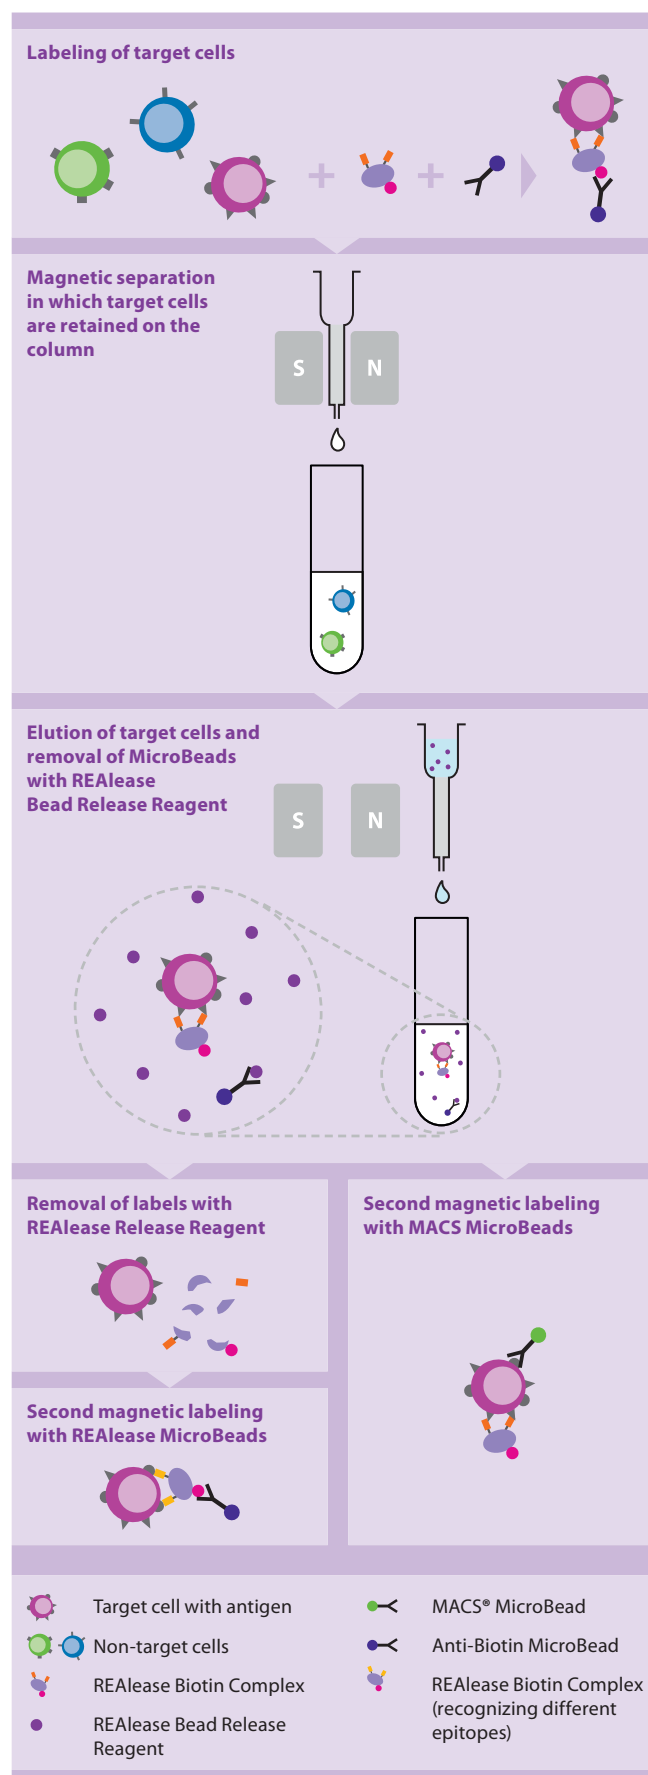 Labeling of target cells
Magnetic separation
in which target cells
are retained on the
column
S
N
Elution of target cells and
removal of MicroBeads
with REAlease
Bead Release Reagent
S
N
Removal of labels with
REAlease Release Reagent
Second magnetic labeling
with REAlease MicroBeads
Second magnetic labeling
with MACS MicroBeads
Target cell with antigen
Non-target cells
REAlease Biotin Complex
REAlease Bead Release
Reagent
MACS® MicroBead
Anti-Biotin MicroBead
REAlease Biotin Complex
(recognizing different
epitopes)